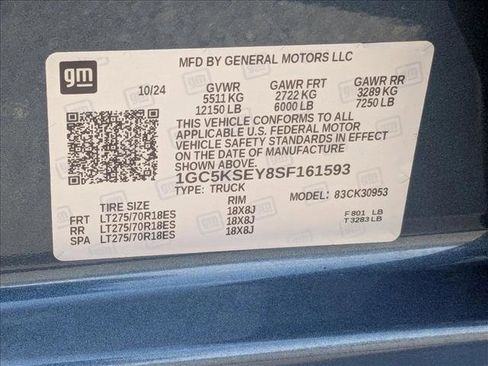 gm
MFD BY GENERAL MOTORS LLC
10/24 GVWR GAWR FRT GAWR RR
5511 KG 2722 KG 3289 KG
12150 LB 6000 LB 7250 LB
THIS VEHICLE CONFORMS TO ALL
APPLICABLE U.S. FEDERAL MOTOR
VEHICLE SAFETY STANDARDS IN EFFECT
ON THE DATE OF MANUFACTURE
SHOWN ABOVE.
1GC5KSEY8SF161593
TYPE: TRUCK MODEL: 83CK30953
TIRE SIZE RIM
FRT LT275/70R18ES 18X8J F 801 LB
RR LT275/70R18ES 18X8J T 3283 LB
SPA LT275/70R18ES 18X8J